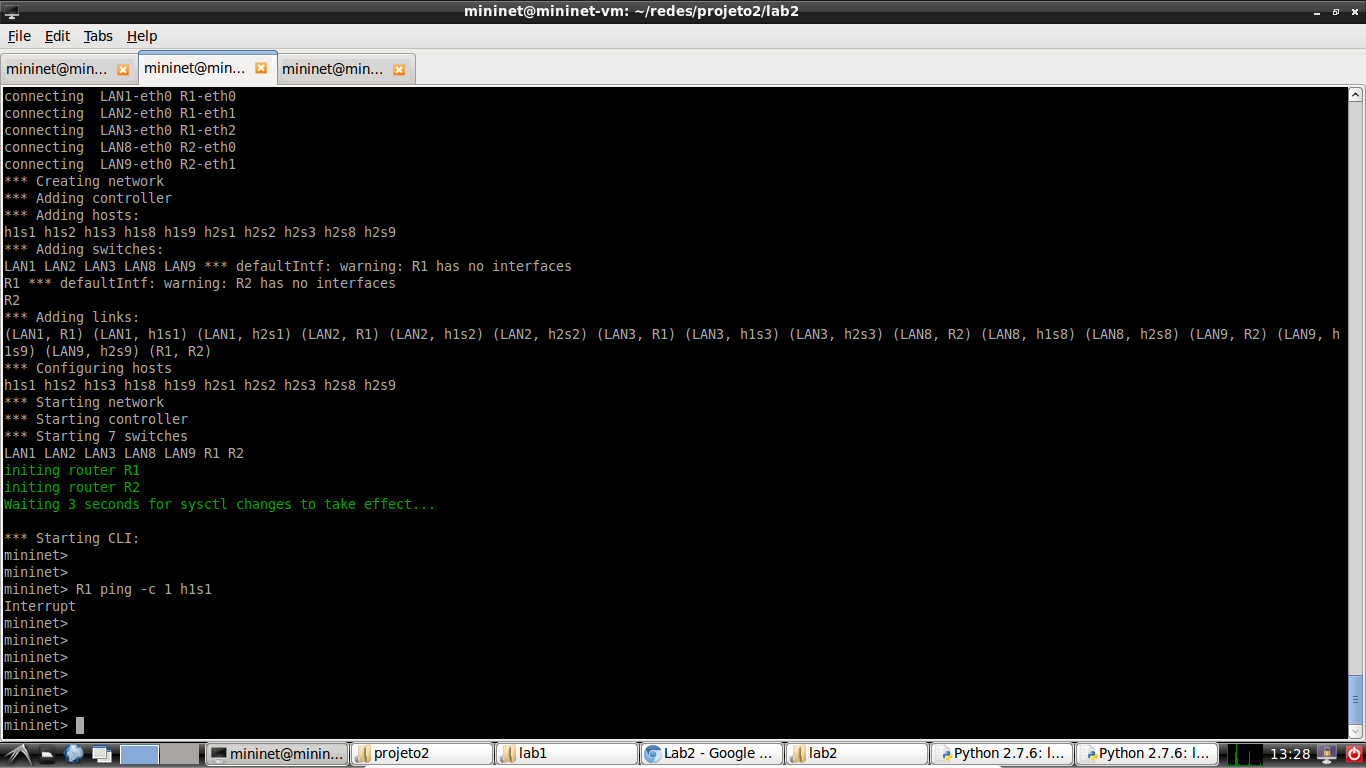 mininet@mininet-vm: ~/redes/projeto2/lab2
File Edit Tabs Help
mininet@min... mininet@min... mininet@min...
connecting  LAN1-eth0 R1-eth0
connecting  LAN2-eth0 R1-eth1
connecting  LAN3-eth0 R1-eth2
connecting  LAN8-eth0 R2-eth0
connecting  LAN9-eth0 R2-eth1
*** Creating network
*** Adding controller
*** Adding hosts:
h1s1 h1s2 h1s3 h1s8 h1s9 h2s1 h2s2 h2s3 h2s8 h2s9
*** Adding switches:
LAN1 LAN2 LAN3 LAN8 LAN9 *** defaultIntf: warning: R1 has no interfaces
R1 *** defaultIntf: warning: R2 has no interfaces
R2
*** Adding links:
(LAN1, R1) (LAN1, h1s1) (LAN1, h2s1) (LAN2, R1) (LAN2, h1s2) (LAN2, h2s2) (LAN3, R1) (LAN3, h1s3) (LAN3, h2s3) (LAN8, R2) (LAN8, h1s8) (LAN8, h2s8) (LAN9, R2) (LAN9, h
1s9) (LAN9, h2s9) (R1, R2)
*** Configuring hosts
h1s1 h1s2 h1s3 h1s8 h1s9 h2s1 h2s2 h2s3 h2s8 h2s9
*** Starting network
*** Starting controller
*** Starting 7 switches
LAN1 LAN2 LAN3 LAN8 LAN9 R1 R2
initing router R1
initing router R2
Waiting 3 seconds for sysctl changes to take effect...
*** Starting CLI:
mininet>
mininet>
mininet> R1 ping -c 1 h1s1
Interrupt
mininet>
mininet>
mininet>
mininet>
mininet>
mininet>
mininet>
mininet@minin... projeto2 lab1 Lab2 - Google ... lab2 Python 2.7.6: l... Python 2.7.6: l... 13:28